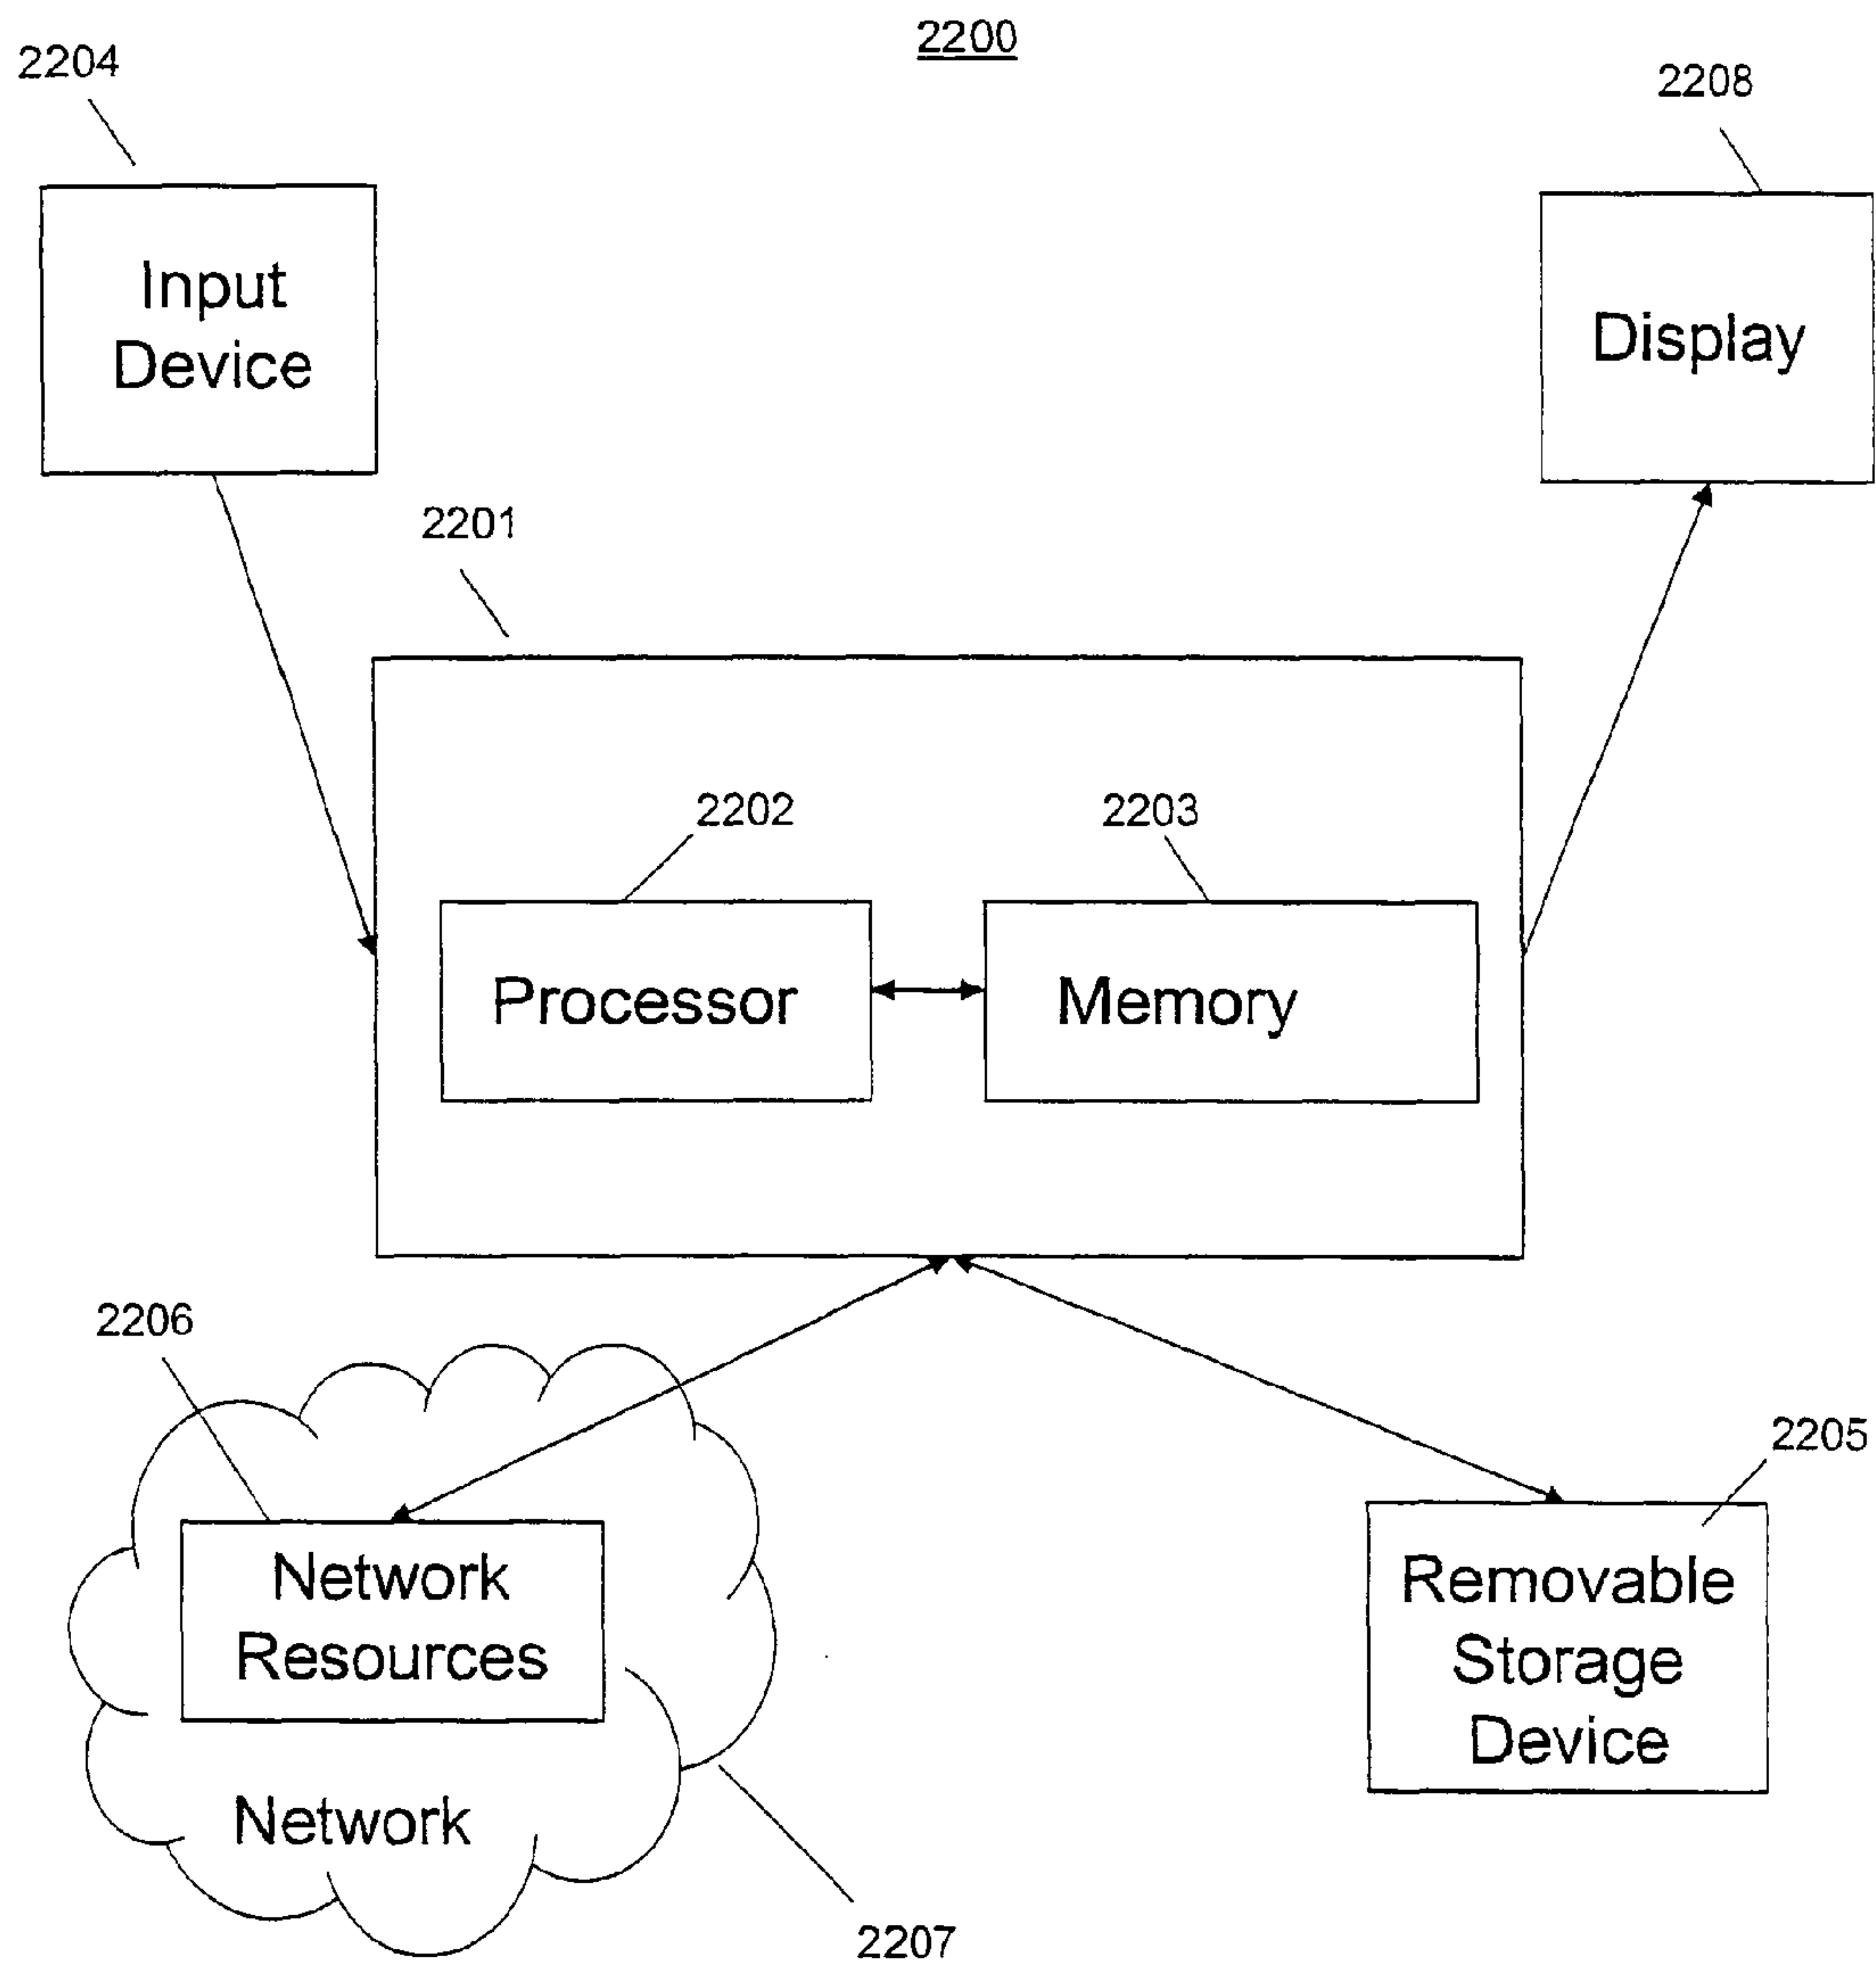 2200
2204
2208
Input
Device
Display
2201
2202
2203
Processor
Memory
2206
2205
Network
Resources
Removable
Storage
Device
Network
2207